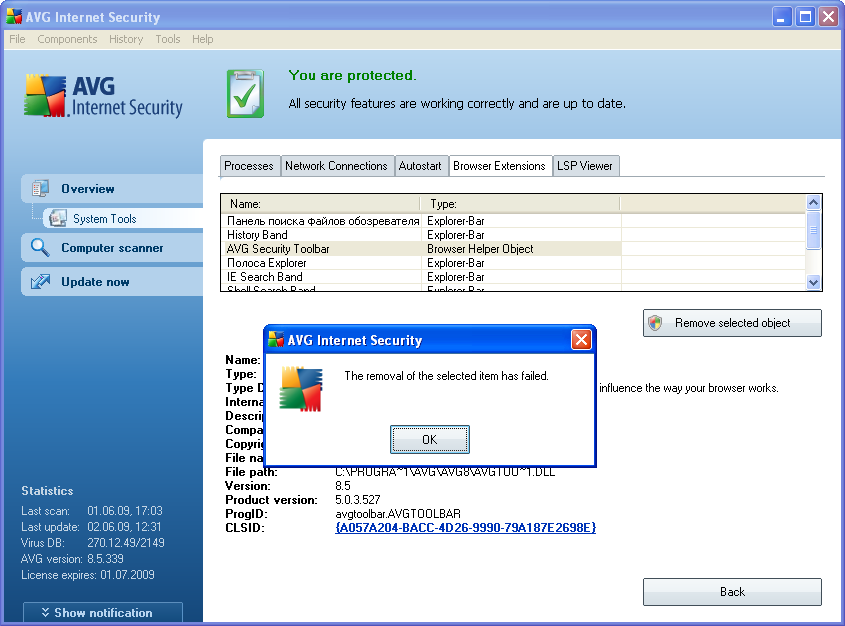 AVG Internet Security
File Components History Tools Help
AVG
Internet Security
You are protected.
All security features are working correctly and are up to date.
Overview
System Tools
Computer scanner
Update now
Processes Network Connections Autostart Browser Extensions LSP Viewer
Name: Type:
Панель поиска файлов обозревателя Explorer-Bar
History Band Explorer-Bar
AVG Security Toolbar Browser Helper Object
Полоса Explorer Explorer-Bar
IE Search Band Explorer-Bar
Shell Search Band Explorer-Bar
Remove selected object
AVG Internet Security
The removal of the selected item has failed.
OK
Name:
Type:
Type D
influence the way your browser works.
Interna
Descrip
Compa
Copyrig
File na
File path: C:\PROGRA~1\AVG\AVG8\AVGTOO~1.DLL
Version: 8.5
Product version: 5.0.3.527
ProgID: avgtoolbar.AVGTOOLBAR
CLSID: {A057A204-BACC-4D26-9990-79A187E2698E}
Back
Statistics
Last scan: 01.06.09, 17:03
Last update: 02.06.09, 12:31
Virus DB: 270.12.49/2149
AVG version: 8.5.339
License expires: 01.07.2009
Show notification